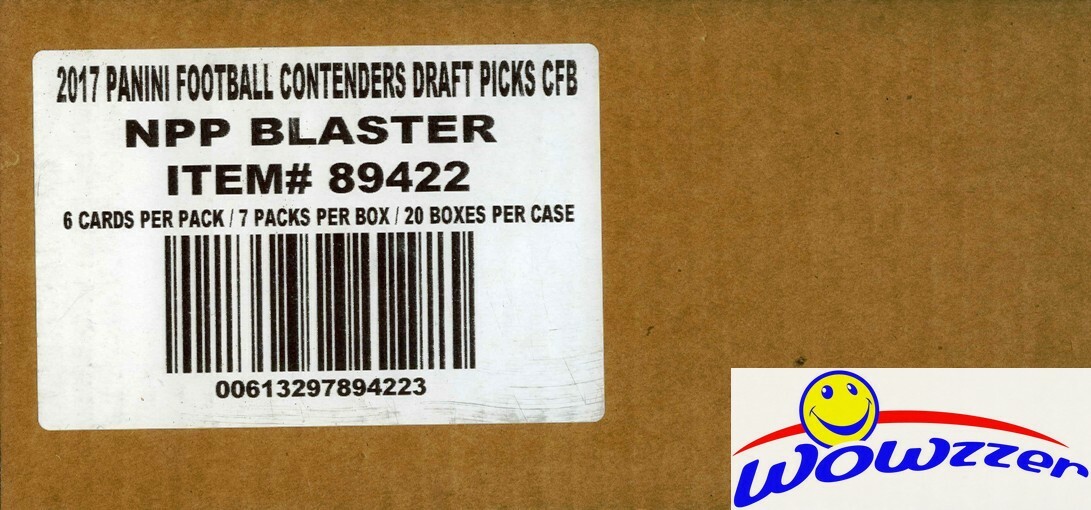 2017 PANINI FOOTBALL CONTENDERS DRAFT PICKS CFB
NPP BLASTER
ITEM# 89422
6 CARDS PER PACK / 7 PACKS PER BOX / 20 BOXES PER CASE
00613297894223
wowzzer